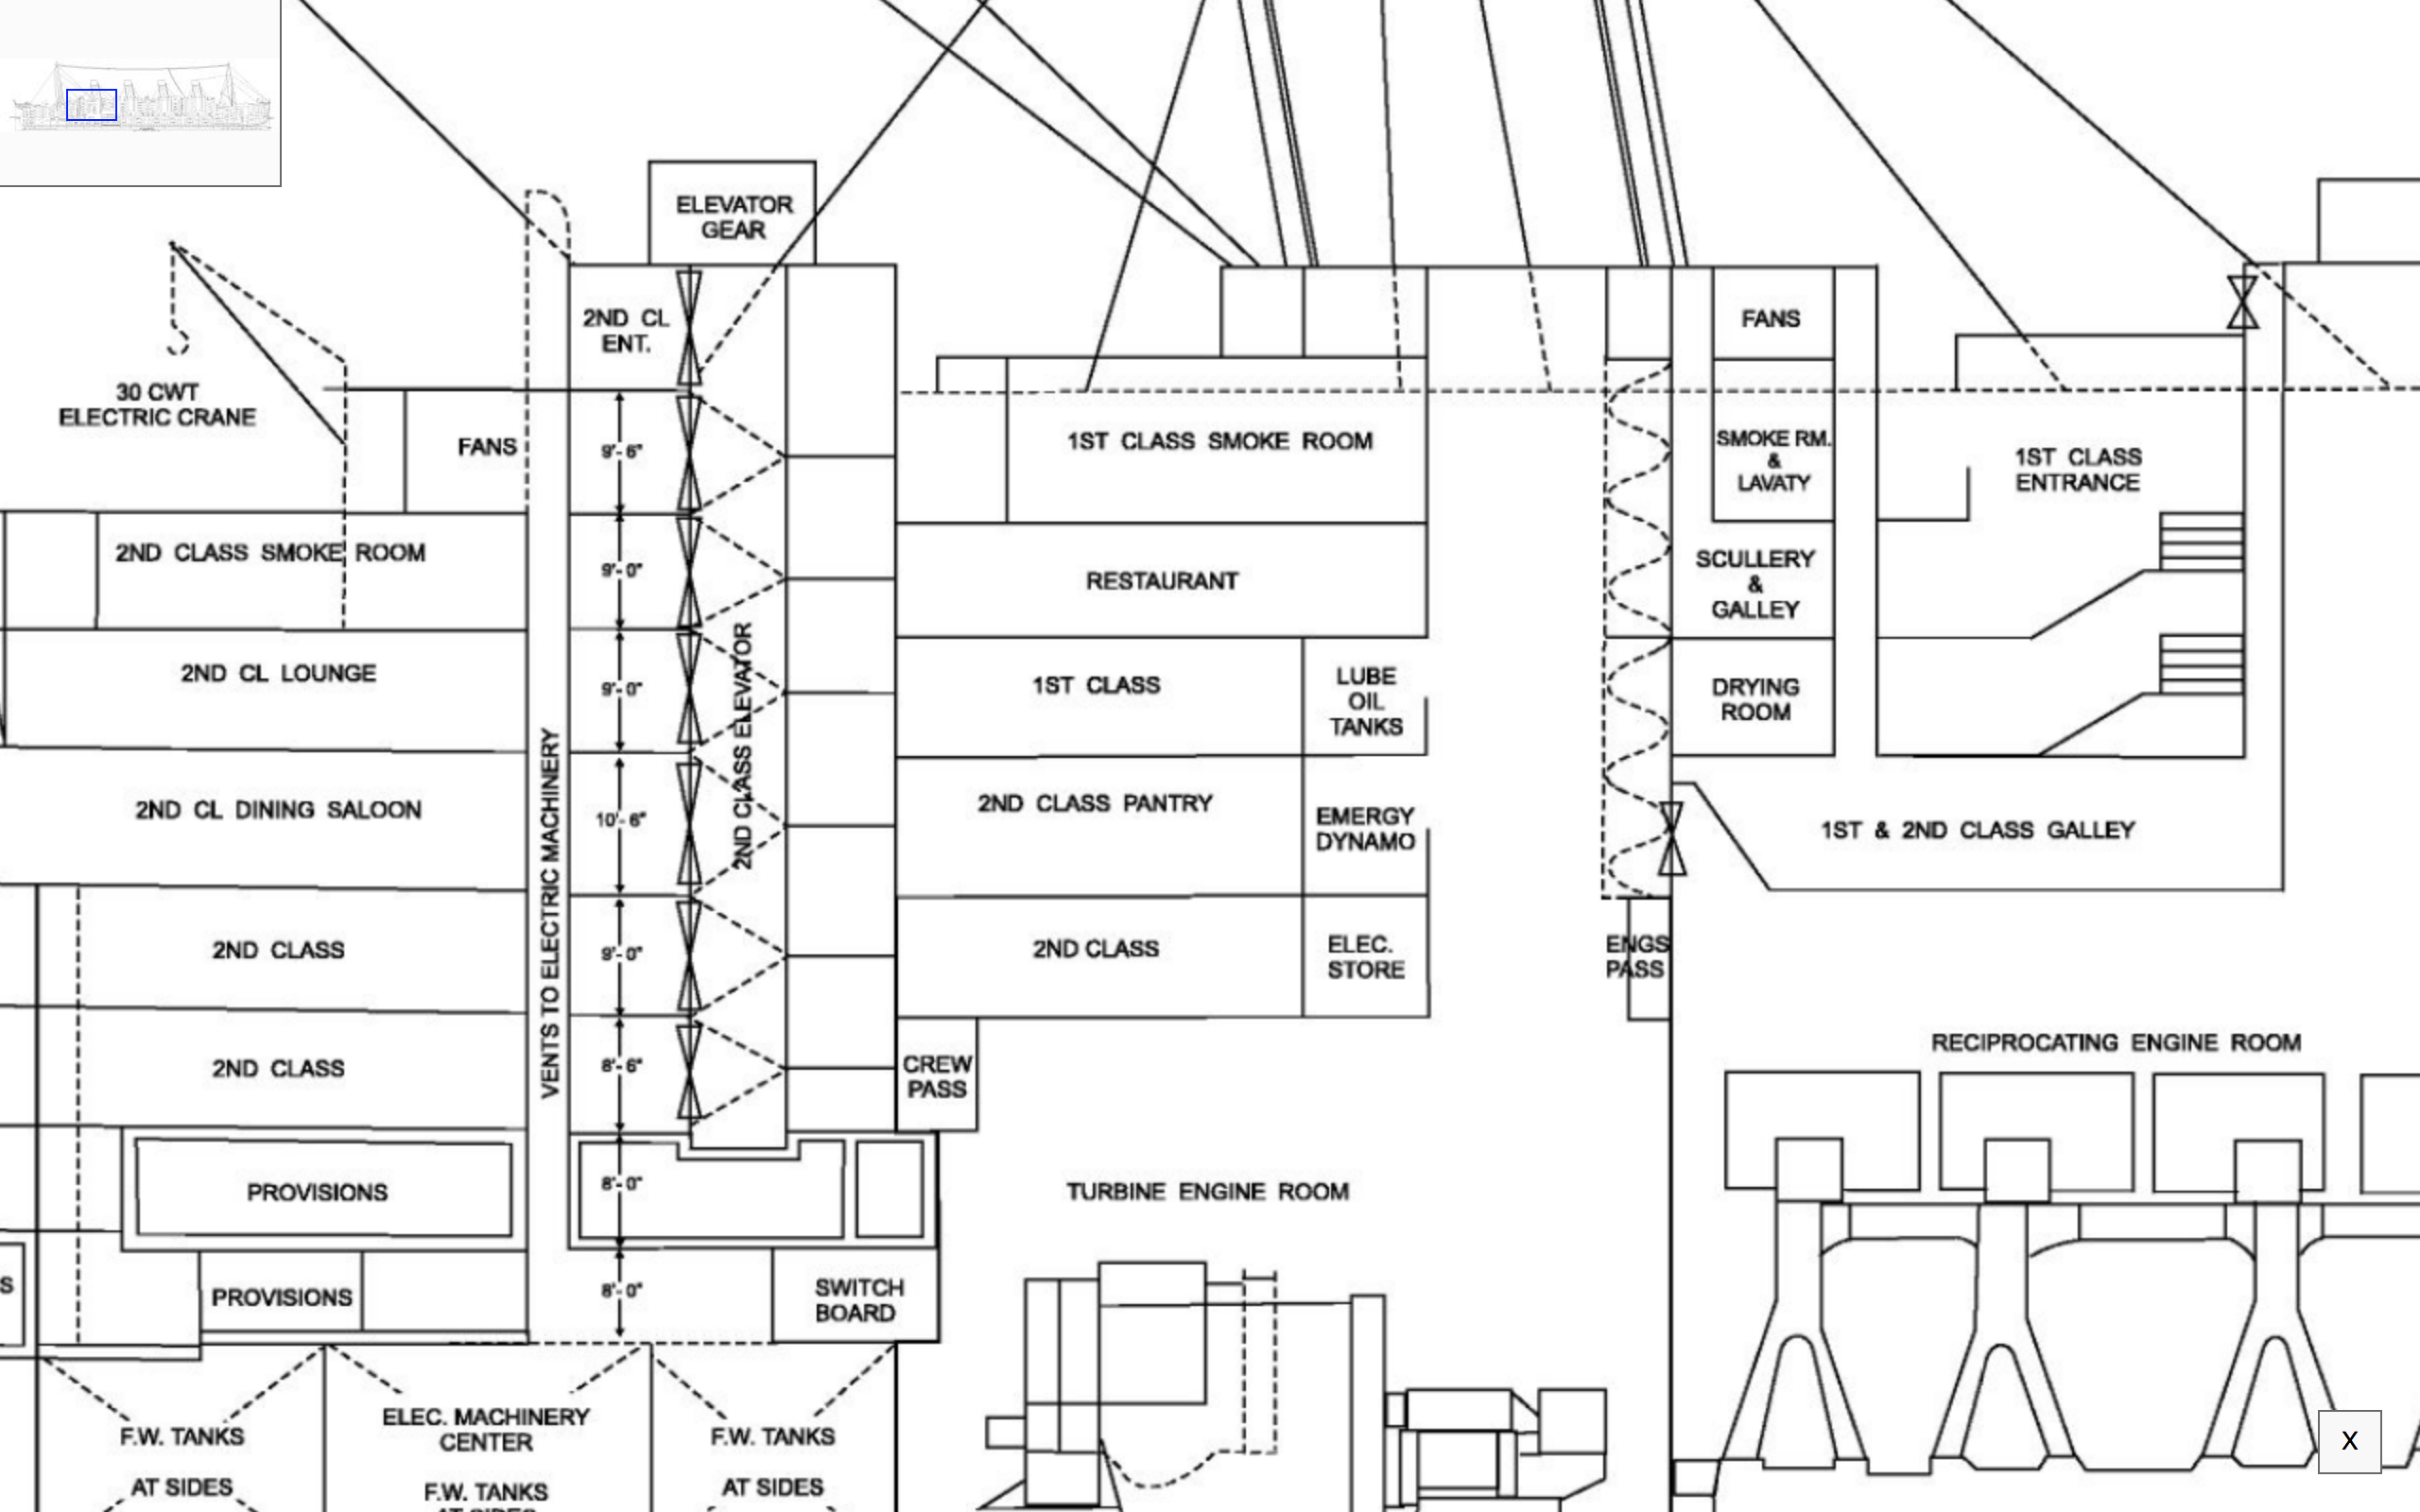 ELEVATOR
GEAR
2ND CL
ENT.
30 CWT
ELECTRIC CRANE
FANS
9'- 6"
2ND CLASS SMOKE ROOM
9'- 0"
2ND CL LOUNGE
9'- 0"
2ND CL DINING SALOON
10'- 6"
2ND CLASS
9'- 0"
2ND CLASS
8'- 6"
PROVISIONS
8'- 0"
PROVISIONS
8'- 0"
S
VENTS TO ELECTRIC MACHINERY
2ND CLASS ELEVATOR
1ST CLASS SMOKE ROOM
RESTAURANT
1ST CLASS
LUBE
OIL
TANKS
2ND CLASS PANTRY
EMERGY
DYNAMO
2ND CLASS
ELEC.
STORE
CREW
PASS
SWITCH
BOARD
TURBINE ENGINE ROOM
FANS
SMOKE RM.
&
LAVATY
SCULLERY
&
GALLEY
DRYING
ROOM
1ST CLASS
ENTRANCE
1ST & 2ND CLASS GALLEY
ENGS
PASS
RECIPROCATING ENGINE ROOM
F.W. TANKS
AT SIDES
ELEC. MACHINERY
CENTER
F.W. TANKS
AT SIDES
F.W. TANKS
AT SIDES
X